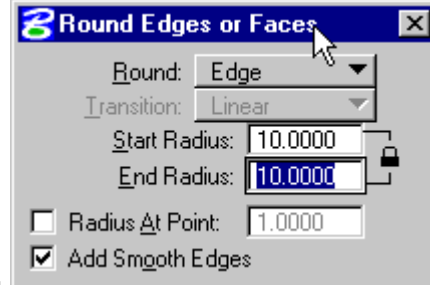 Round Edges or Faces
Round: Edge
Transition: Linear
Start Radius: 10.0000
End Radius: 10.0000
Radius At Point: 1.0000
Add Smooth Edges